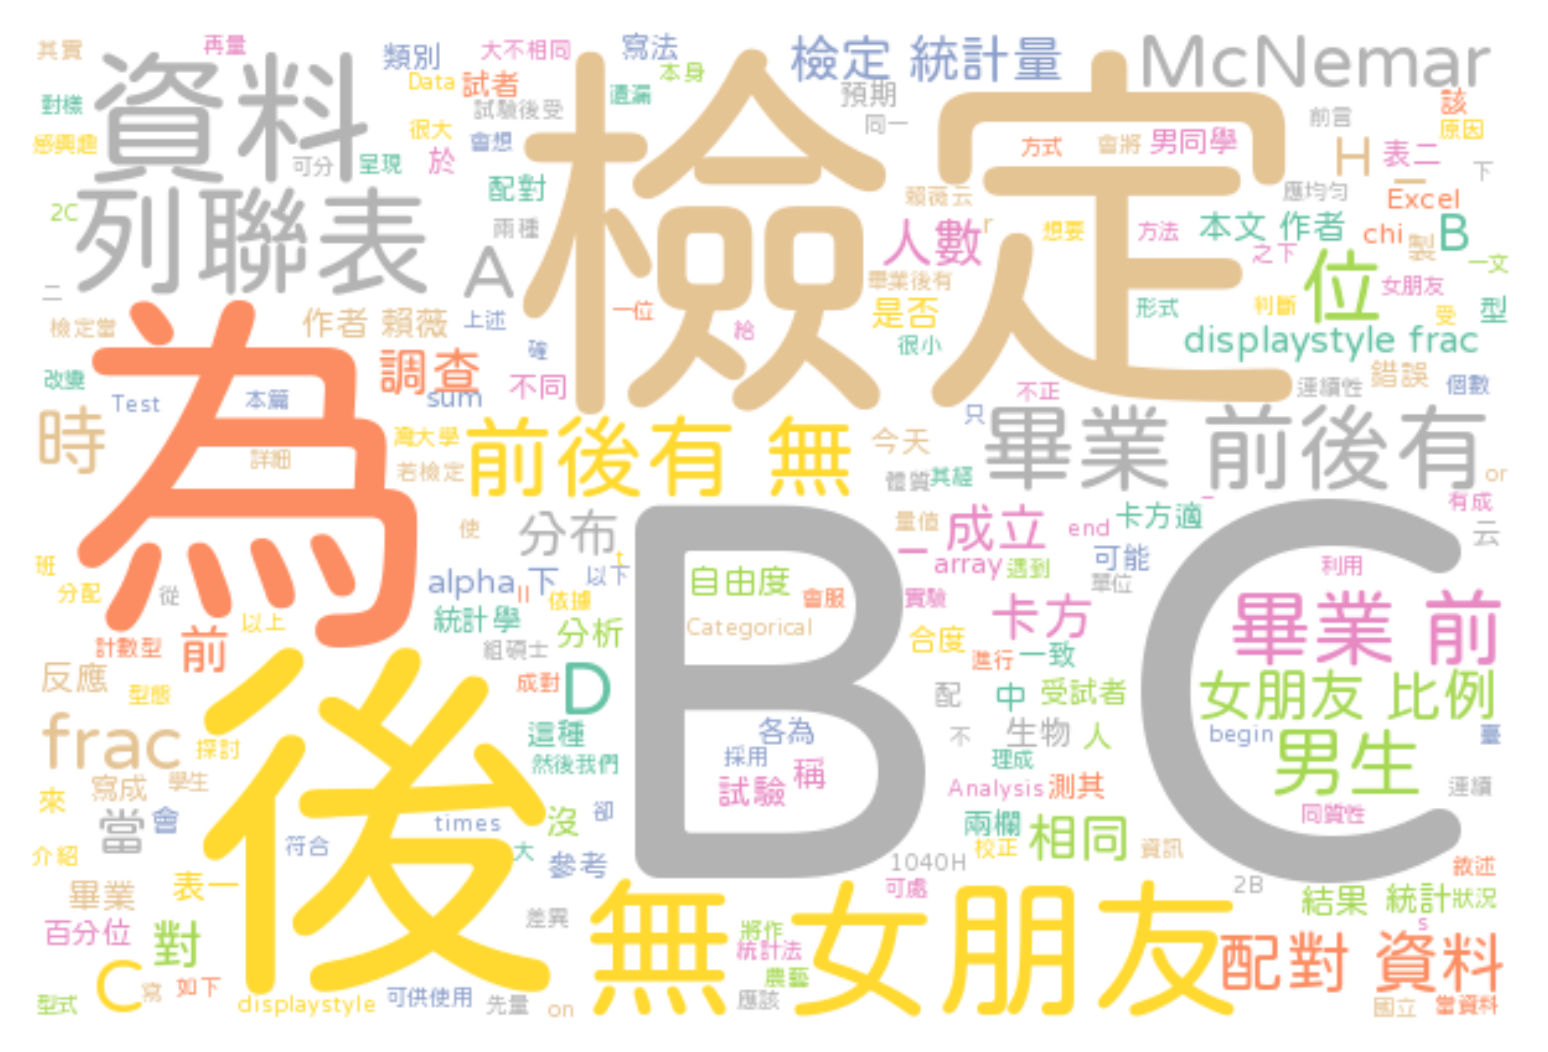 其實 再量 類別 大不相同 寫法 檢定 統計量 McNemar
資料 Data 試者 本身 預期 該
對樣 試驗後受 遺漏 同一 前言 原因
感興趣 可分 呈現 很大 於 會想 檢定 方式 會將 男同學 H 表二 下
2C 列聯表 配對 兩種 賴薇云 應均勻 Excel
A 人數 r 想要 方法 本文 作者 chi 製 B
二 畢業後有 之下 位 女朋友 一文
檢定當 作者 賴薇 上述 一位 給 是否 形式 判斷 受 型
為 調查 確 很小 displaystyle frac
改變 Test 本篇 sum 不同 不正 連續性 錯誤 個數
時 詳細 灣大學 前後有 無 今天 只 畢業 前後有
若檢定 體質 其經 or
使 分布 BC 量值 成立 end 卡方適 有成 云
班 分配 從 alpha 下 以下 t 自由度 array 遇到 可能 單位 利用
以上 II 依據 會服 實驗 卡方 畢業 前
計數型 前 統計學 分析 Categorical 合度 一致
反應 型態 組碩士 成對 D 進行 配 中 受試者 女朋友 比例
frac 探討 後 這種 各為 不 生物 人 begin 男生 臺
來 寫成 學生 然後我們 採用 試驗 稱 理成 Analysis 測其 連續
當 會 符合 times 沒 卻 兩欄 相同 同質性
介紹 大 參考 1040H 校正 資訊 敘述
畢業 表一 可處 2B 結果 統計 狀況
百分位 對 差異 無 女朋友 將作 統計法 s
C 寫 如下 農藝 配對 資料
型式 displaystyle 可供使用 先量 on 應該 國立 當資料